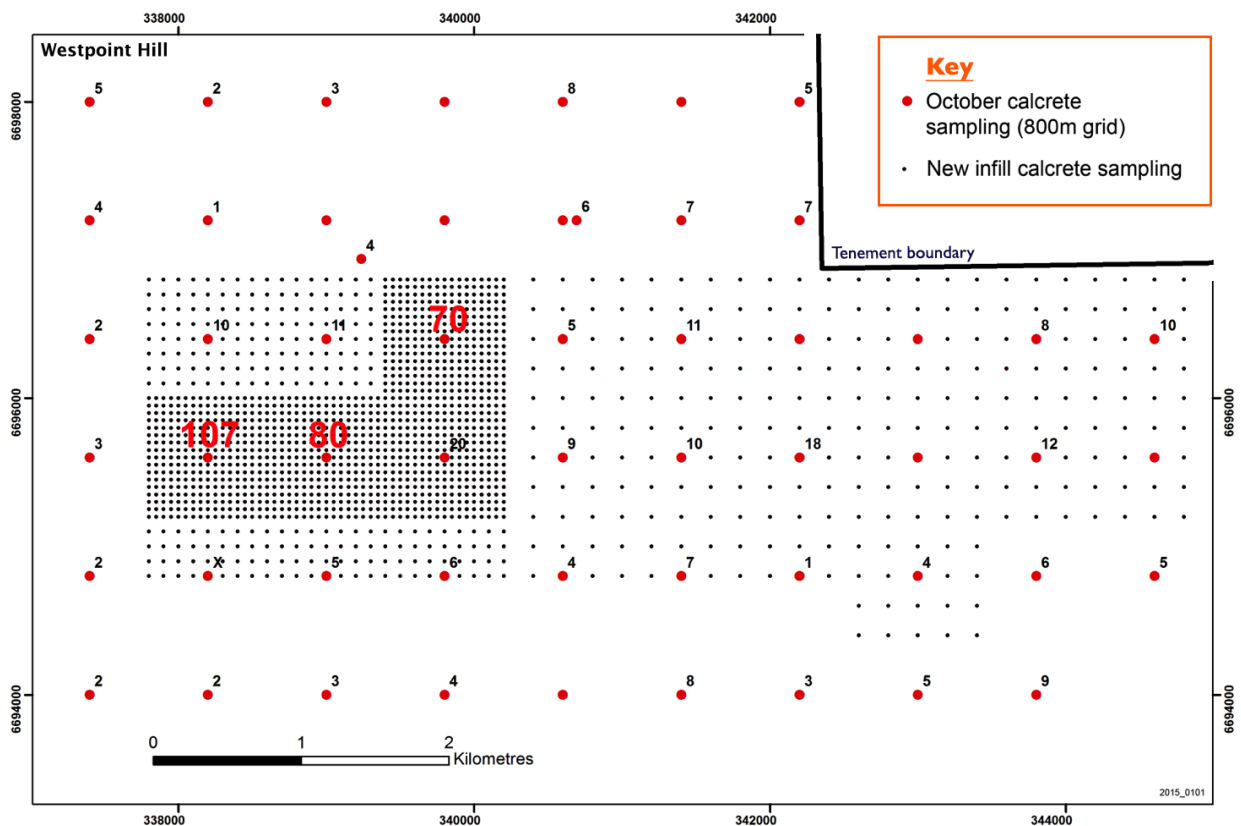 338000 340000 342000
Westpoint Hill
Key
October calcrete
sampling (800m grid)
New infill calcrete sampling
5 2 3 8 5
6698000
4 1 6 7 7
4
Tenement boundary
70
2 10 11 5 11 8 10
6696000 6696000
107 80
3 20 9 10 18 12
2 X 5 6 4 7 1 4 6 5
2 2 3 4 8 3 5 9
6694000 6694000
0 1 2
Kilometres
2015_0101
338000 340000 342000 344000